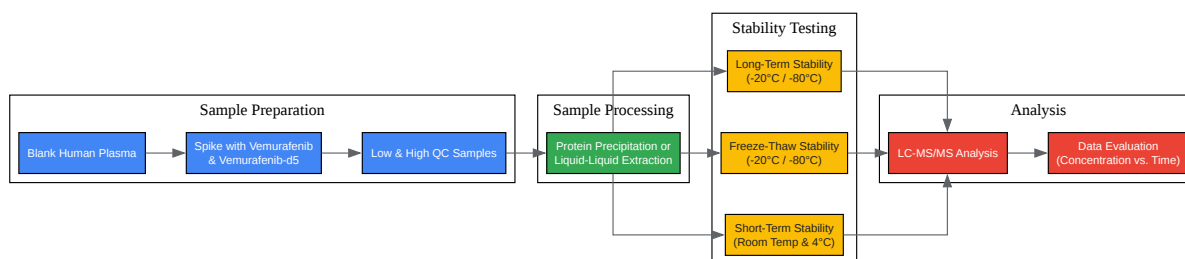 Sample Preparation
Blank Human Plasma
Spike with Vemurafenib
& Vemurafenib-d5
Low & High QC Samples
Sample Processing
Protein Precipitation or
Liquid-Liquid Extraction
Stability Testing
Long-Term Stability
(-20°C / -80°C)
Freeze-Thaw Stability
(-20°C / -80°C)
Short-Term Stability
(Room Temp & 4°C)
Analysis
LC-MS/MS Analysis
Data Evaluation
(Concentration vs. Time)